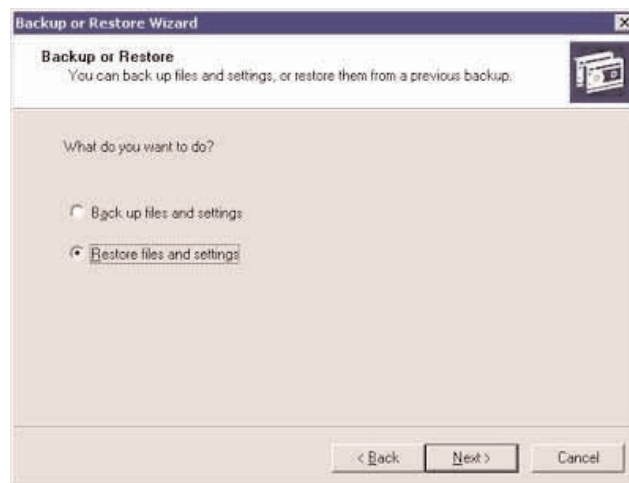 Backup or Restore Wizard
Backup or Restore
You can back up files and settings, or restore them from a previous backup.
What do you want to do?
Back up files and settings
Restore files and settings
< Back Next > Cancel